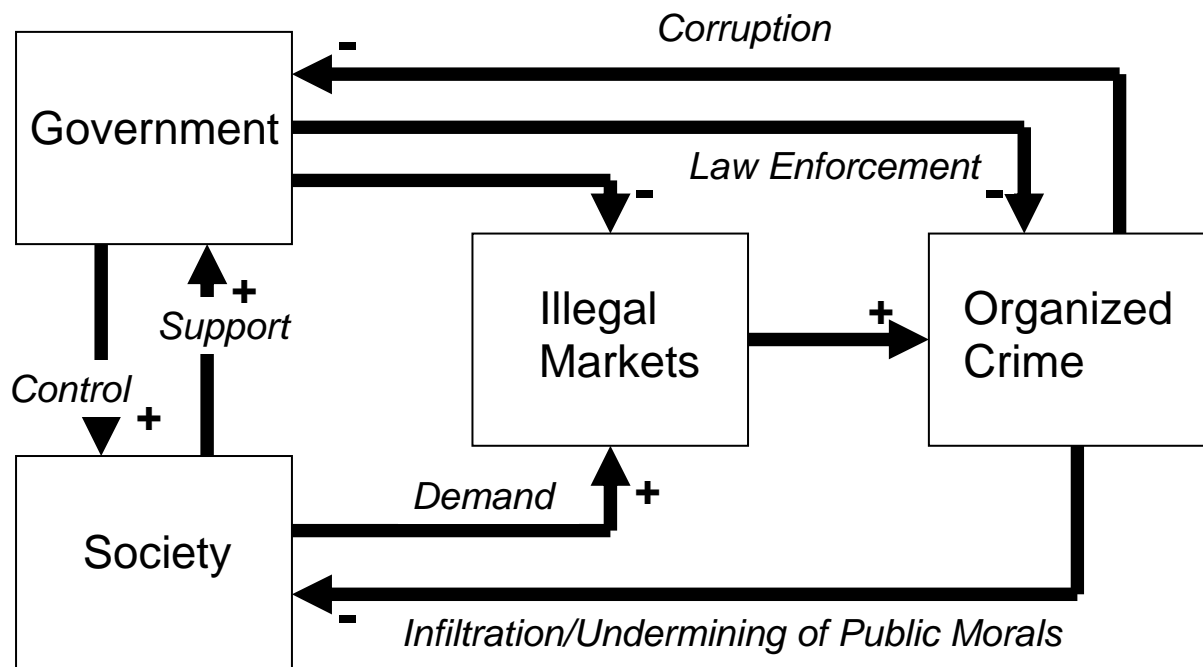 Corruption
-
Government
Law Enforcement
-
-
+
Support
Illegal
Markets
+
Organized
Crime
Control
+
Demand
+
Society
-
Infiltration/Undermining of Public Morals